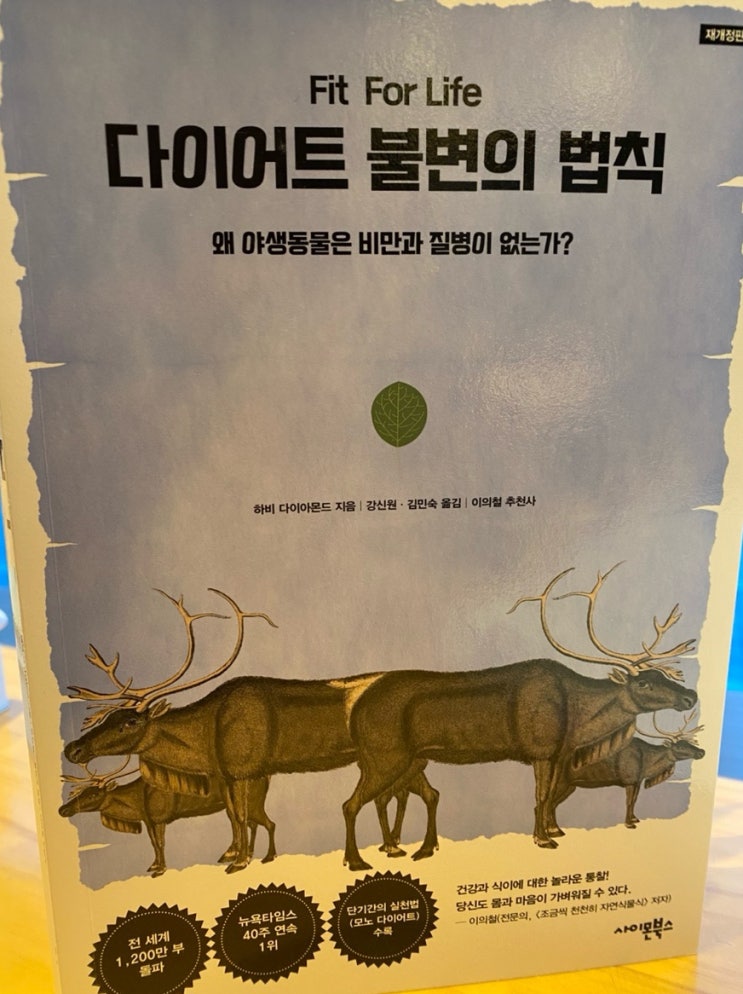 재개정판
Fit For Life
다이어트 불변의 법칙
왜 야생동물은 비만과 질병이 없는가?
하비 다이아몬드 지음 | 강신원 · 김민숙 옮김 | 이의철 추천사
전 세계
1,200만 부
돌파
뉴욕타임스
40주 연속
1위
단기간의 실천법
(모노 다이어트)
수록
건강과 식이에 대한 놀라운 통찰!
당신도 몸과 마음이 가벼워질 수 있다.
— 이의철(전문의, <조금씩 천천히 자연식물식> 저자)
사이몬북스